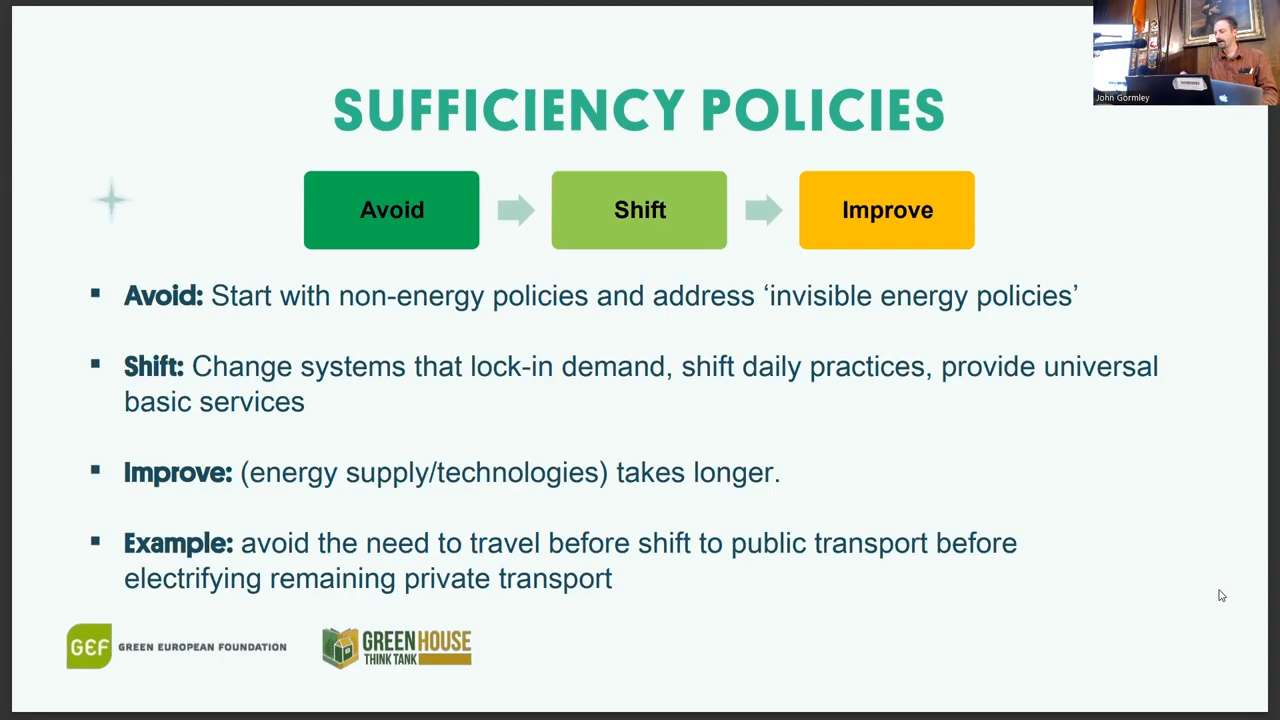 John Gormley
SUFFICIENCY POLICIES
Avoid
Shift
Improve
▪ Avoid: Start with non-energy policies and address ‘invisible energy policies’
▪ Shift: Change systems that lock-in demand, shift daily practices, provide universal
basic services
▪ Improve: (energy supply/technologies) takes longer.
▪ Example: avoid the need to travel before shift to public transport before
electrifying remaining private transport
GEF GREEN EUROPEAN FOUNDATION
GREEN HOUSE
THINK TANK